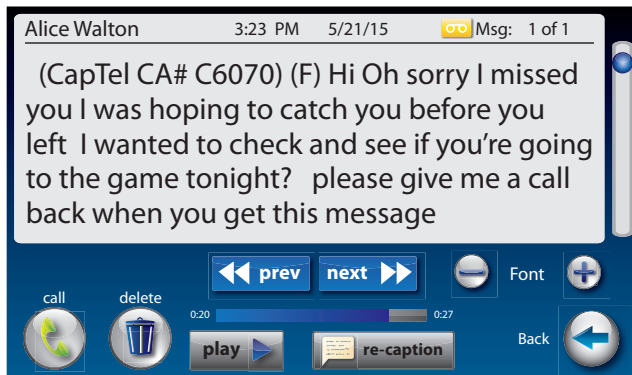 Alice Walton 3:23 PM 5/21/15 Msg: 1 of 1
(CapTel CA# C6070) (F) Hi Oh sorry I missed
you I was hoping to catch you before you
left I wanted to check and see if you're going
to the game tonight? please give me a call
back when you get this message
prev next Font
call delete
0:20 0:27
play re-caption Back